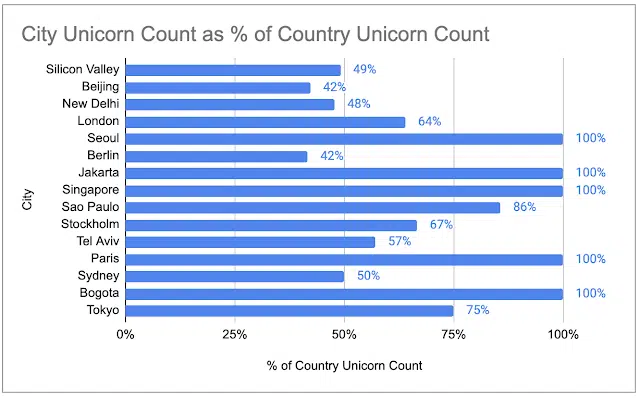 City Unicorn Count as % of Country Unicorn Count
City
Silicon Valley 49%
Beijing 42%
New Delhi 48%
London 64%
Seoul 100%
Berlin 42%
Jakarta 100%
Singapore 100%
Sao Paulo 86%
Stockholm 67%
Tel Aviv 57%
Paris 100%
Sydney 50%
Bogota 100%
Tokyo 75%
0% 25% 50% 75% 100%
% of Country Unicorn Count